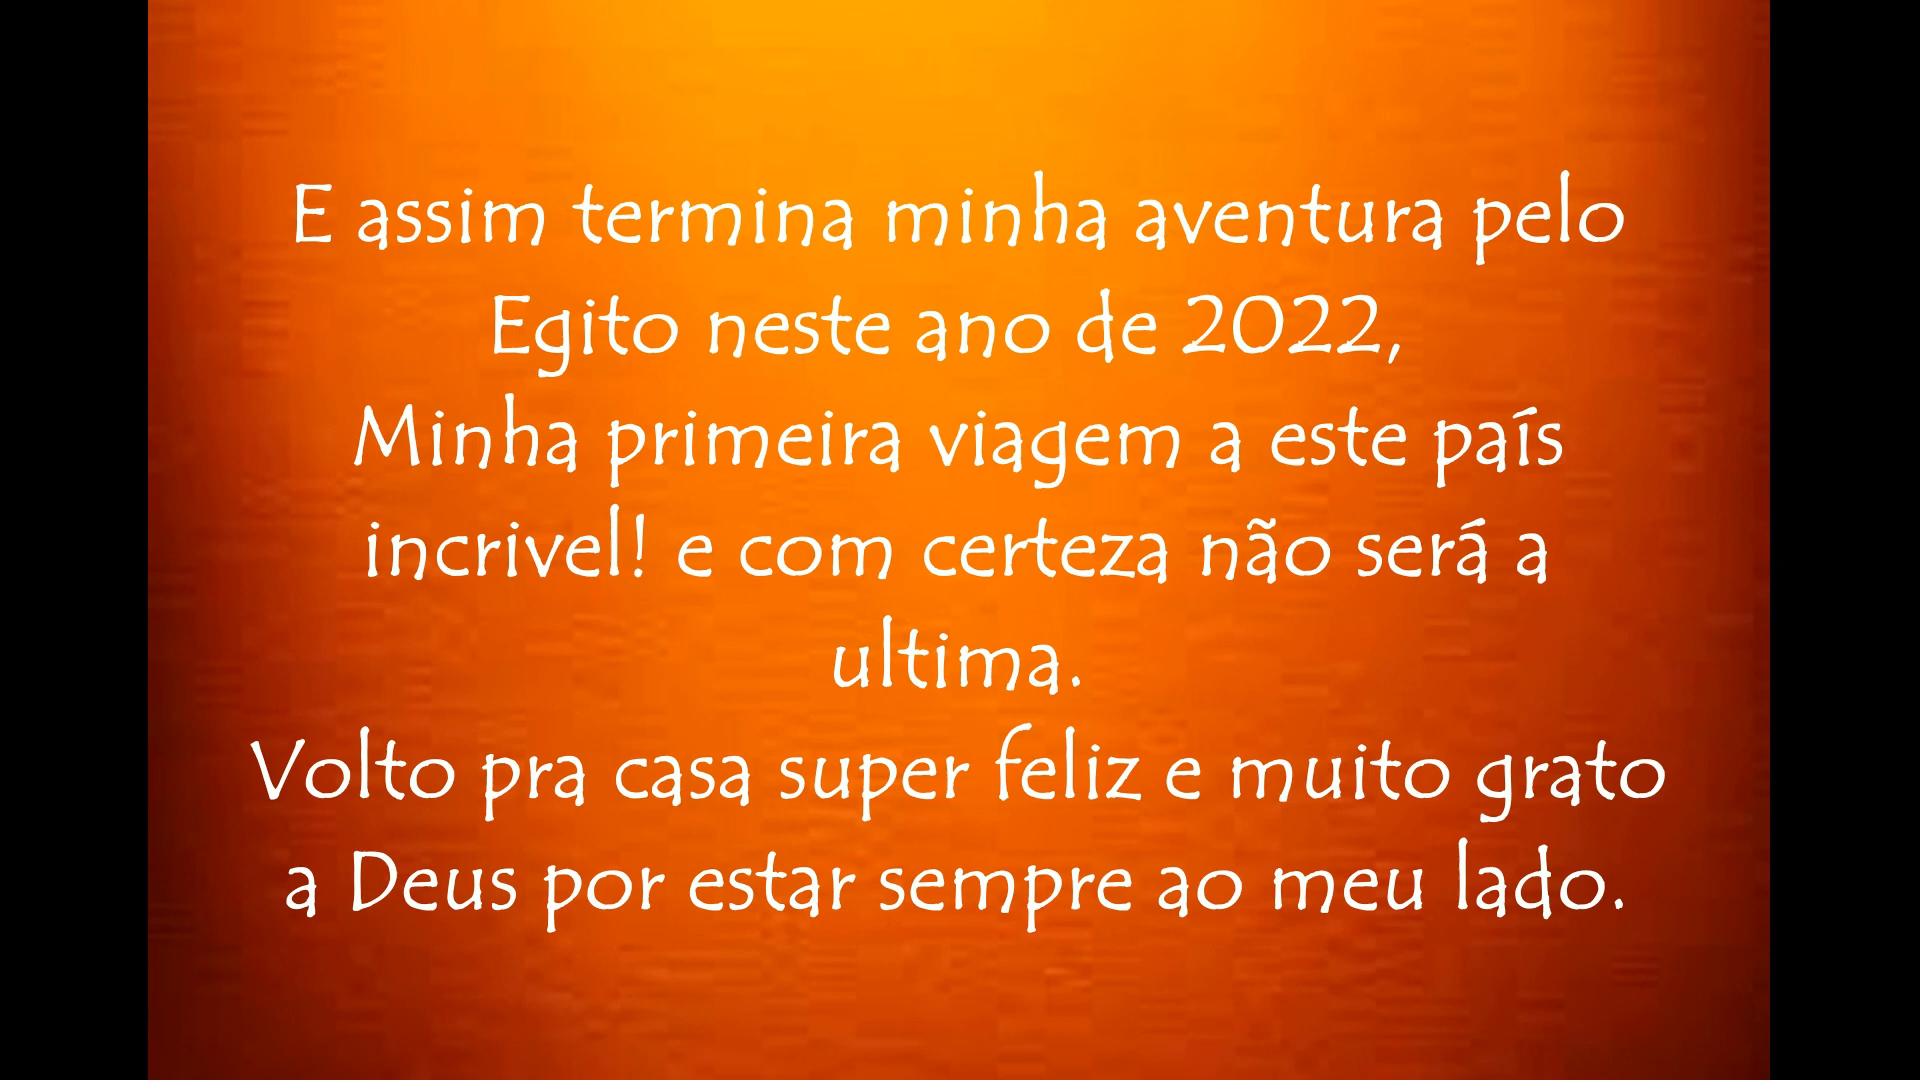 E assim termina minha aventura pelo
Egito neste ano de 2022,
Minha primeira viagem a este país
incrivel! e com certeza não será a
ultima.
Volto pra casa super feliz e muito grato
a Deus por estar sempre ao meu lado.